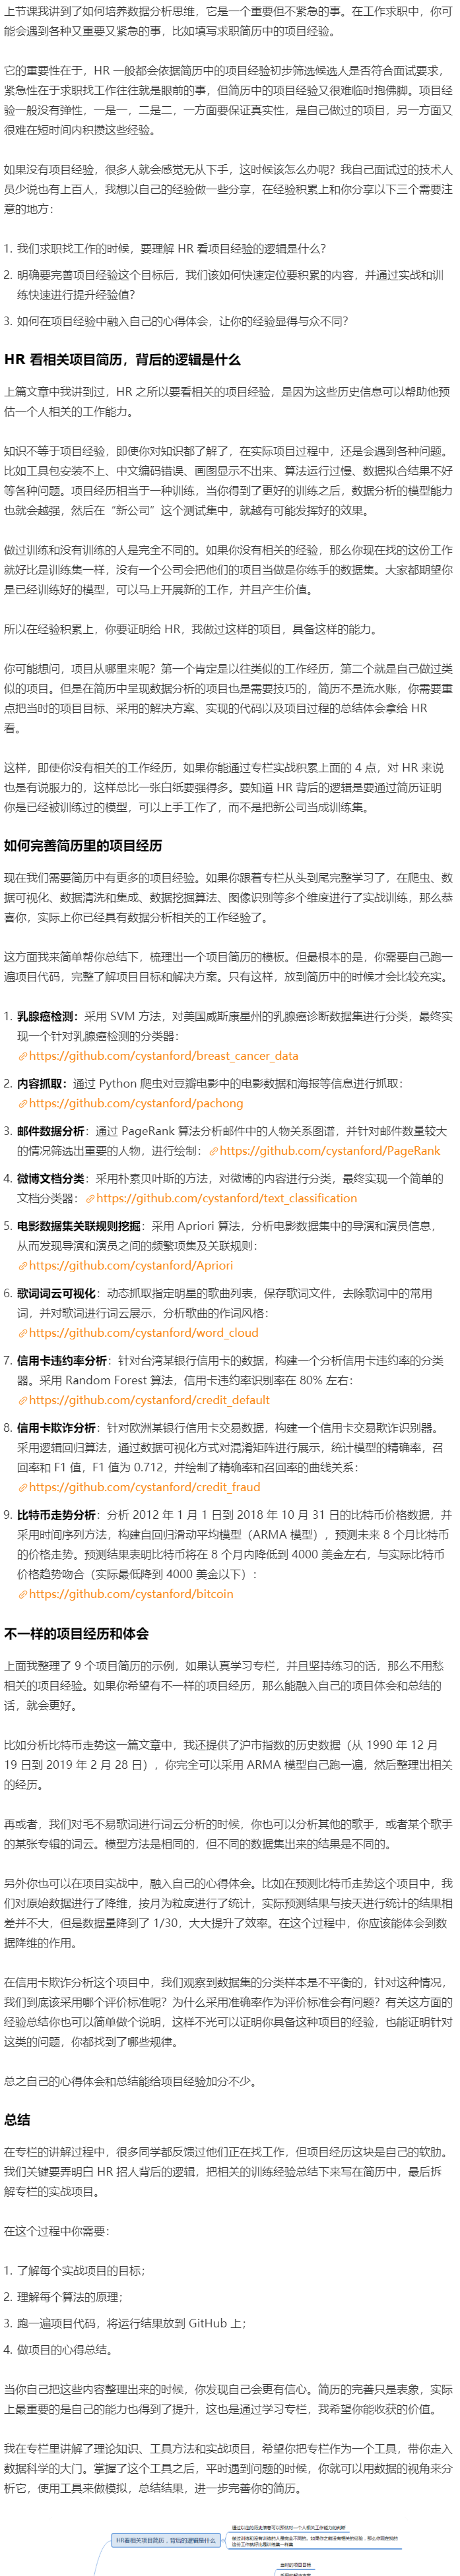 上节课我讲到了如何培养数据分析思维，它是一个重要但不紧急的事。在工作求职中，你可
能会遇到各种又重要又紧急的事，比如填写求职简历中的项目经验。
它的重要性在于，HR 一般都会依据简历中的项目经验初步筛选候选人是否符合面试要求，
紧急性在于求职找工作往往就是眼前的事，但简历中的项目经验又很难临时抱佛脚。项目经
验一般没有弹性，一是一，二是二，一方面要保证真实性，是自己做过的项目，另一方面又
很难在短时间内积攒这些经验。
如果没有项目经验，很多人就会感觉无从下手，这时候该怎么办呢？我自己面试过的技术人
员少说也有上百人，我想以自己的经验做一些分享，在经验积累上和你分享以下三个需要注
意的地方：
1. 我们求职找工作的时候，要理解 HR 看项目经验的逻辑是什么？
2. 明确要完善项目经验这个目标后，我们该如何快速定位要积累的内容，并通过实战和训
练快速进行提升经验值？
3. 如何在项目经验中融入自己的心得体会，让你的经验显得与众不同？
HR 看相关项目简历，背后的逻辑是什么
上篇文章中我讲到过，HR 之所以要看相关的项目经验，是因为这些历史信息可以帮助他预
估一个人相关的工作能力。
知识不等于项目经验，即使你对知识都了解了，在实际项目过程中，还是会遇到各种问题。
比如工具包安装不上、中文编码错误、画图显示不出来、算法运行过慢、数据拟合结果不好
等各种问题。项目经历相当于一种训练，当你得到了更好的训练之后，数据分析的模型能力
也就会越强，然后在“新公司”这个测试集中，就越有可能发挥好的效果。
做过训练和没有训练的人是完全不同的。如果你没有相关的经验，那么你现在找的这份工作
就好比是训练集一样，没有一个公司会把他们的项目当做是你练手的数据集。大家都期望你
是已经训练好的模型，可以马上开展新的工作，并且产生价值。
所以在经验积累上，你要证明给 HR，我做过这样的项目，具备这样的能力。
你可能想问，项目从哪里来呢？第一个肯定是以往类似的工作经历，第二个就是自己做过类
似的项目。但是在简历中呈现数据分析的项目也是需要技巧的，简历不是流水账，你需要重
点把当时的项目目标、采用的解决方案、实现的代码以及项目过程的总结体会拿给 HR
看。
这样，即使你没有相关的工作经历，如果你能通过专栏实战积累上面的 4 点，对 HR 来说
也是有说服力的，这样总比一张白纸要强得多。要知道 HR 背后的逻辑是要通过简历证明
你是已经被训练过的模型，可以上手工作了，而不是把新公司当成训练集。
如何完善简历里的项目经历
现在我们需要简历中有更多的项目经验。如果你跟着专栏从头到尾完整学习了，在爬虫、数
据可视化、数据清洗和集成、数据挖掘算法、图像识别等多个维度进行了实战训练，那么恭
喜你，实际上你已经具有数据分析相关的工作经验了。
这方面我来简单帮你总结下，梳理出一个项目简历的模板。但最根本的是，你需要自己跑一
遍项目代码，完整了解项目目标和解决方案。只有这样，放到简历中的时候才会比较充实。
1. 乳腺癌检测：采用 SVM 方法，对美国威斯康星州的乳腺癌诊断数据集进行分类，最终实
现一个针对乳腺癌检测的分类器：
https://github.com/cystanford/breast_cancer_data
2. 内容抓取：通过 Python 爬虫对豆瓣电影中的电影数据和海报等信息进行抓取：
https://github.com/cystanford/pachong
3. 邮件数据分析：通过 PageRank 算法分析邮件中的人物关系图谱，并针对邮件数量较大
的情况筛选出重要的人物，进行绘制：https://github.com/cystanford/PageRank
4. 微博文档分类：采用朴素贝叶斯的方法，对微博的内容进行分类，最终实现一个简单的
文档分类器：https://github.com/cystanford/text_classification
5. 电影数据集关联规则挖掘：采用 Apriori 算法，分析电影数据集中的导演和演员信息，
从而发现导演和演员之间的频繁项集及关联规则：
https://github.com/cystanford/Apriori
6. 歌词词云可视化：动态抓取指定明星的歌曲列表，保存歌词文件，去除歌词中的常用
词，并对歌词进行词云展示，分析歌曲的作词风格：
https://github.com/cystanford/word_cloud
7. 信用卡违约率分析：针对台湾某银行信用卡的数据，构建一个分析信用卡违约率的分类
器。采用 Random Forest 算法，信用卡违约率识别率在 80% 左右：
https://github.com/cystanford/credit_default
8. 信用卡欺诈分析：针对欧洲某银行信用卡交易数据，构建一个信用卡交易欺诈识别器。
采用逻辑回归算法，通过数据可视化方式对混淆矩阵进行展示，统计模型的精确率，召
回率和 F1 值，F1 值为 0.712，并绘制了精确率和召回率的曲线关系：
https://github.com/cystanford/credit_fraud
9. 比特币走势分析：分析 2012 年 1 月 1 日到 2018 年 10 月 31 日的比特币价格数据，并
采用时间序列方法，构建自回归滑动平均模型（ARMA 模型），预测未来 8 个月比特币
的价格走势。预测结果表明比特币将在 8 个月内降低到 4000 美金左右，与实际比特币
价格趋势吻合（实际最低降到 4000 美金以下）：
https://github.com/cystanford/bitcoin
不一样的项目经历和体会
上面我整理了 9 个项目简历的示例，如果认真学习专栏，并且坚持练习的话，那么不用愁
相关的项目经验。如果你希望有不一样的项目经历，那么能融入自己的项目体会和总结的
话，就会更好。
比如分析比特币走势这一篇文章中，我还提供了沪市指数的历史数据（从 1990 年 12 月
19 日到 2019 年 2 月 28 日），你完全可以采用 ARMA 模型自己跑一遍，然后整理出相关
的经历。
再或者，我们对毛不易歌词进行词云分析的时候，你也可以分析其他的歌手，或者某个歌手
的某张专辑的词云。模型方法是相同的，但不同的数据集出来的结果是不同的。
另外你也可以在项目实战中，融入自己的心得体会。比如在预测比特币走势这个项目中，我
们对原始数据进行了降维，按月为粒度进行了统计，实际预测结果与按天进行统计的结果相
差并不大，但是数据量降到了 1/30，大大提升了效率。在这个过程中，你应该能体会到数
据降维的作用。
在信用卡欺诈分析这个项目中，我们观察到数据集的分类样本是不平衡的，针对这种情况，
我们到底该采用哪个评价标准呢？为什么采用准确率作为评价标准会有问题？有关这方面的
经验总结你也可以简单做个说明，这样不光可以证明你具备这种项目的经验，也能证明针对
这类的问题，你都找到了哪些规律。
总之自己的心得体会和总结能给项目经验加分不少。
总结
在专栏的讲解过程中，很多同学都反馈过他们正在找工作，但项目经历这块是自己的软肋。
我们关键要弄明白 HR 招人背后的逻辑，把相关的训练经验总结下来写在简历中，最后拆
解专栏的实战项目。
在这个过程中你需要：
1. 了解每个实战项目的目标；
2. 理解每个算法的原理；
3. 跑一遍项目代码，将运行结果放到 GitHub 上；
4. 做项目的心得总结。
当你自己把这些内容整理出来的时候，你发现自己会更有信心。简历的完善只是表象，实际
上最重要的是自己的能力也得到了提升，这也是通过学习专栏，我希望你能收获的价值。
我在专栏里讲解了理论知识、工具方法和实战项目，希望你把专栏作为一个工具，带你走入
数据科学的大门。掌握了这个工具之后，平时遇到问题的时候，你就可以用数据的视角来分
析它，使用工具来做模拟，总结结果，进一步完善你的简历。
HR看相关项目简历，背后的逻辑是什么
当时的项目目标